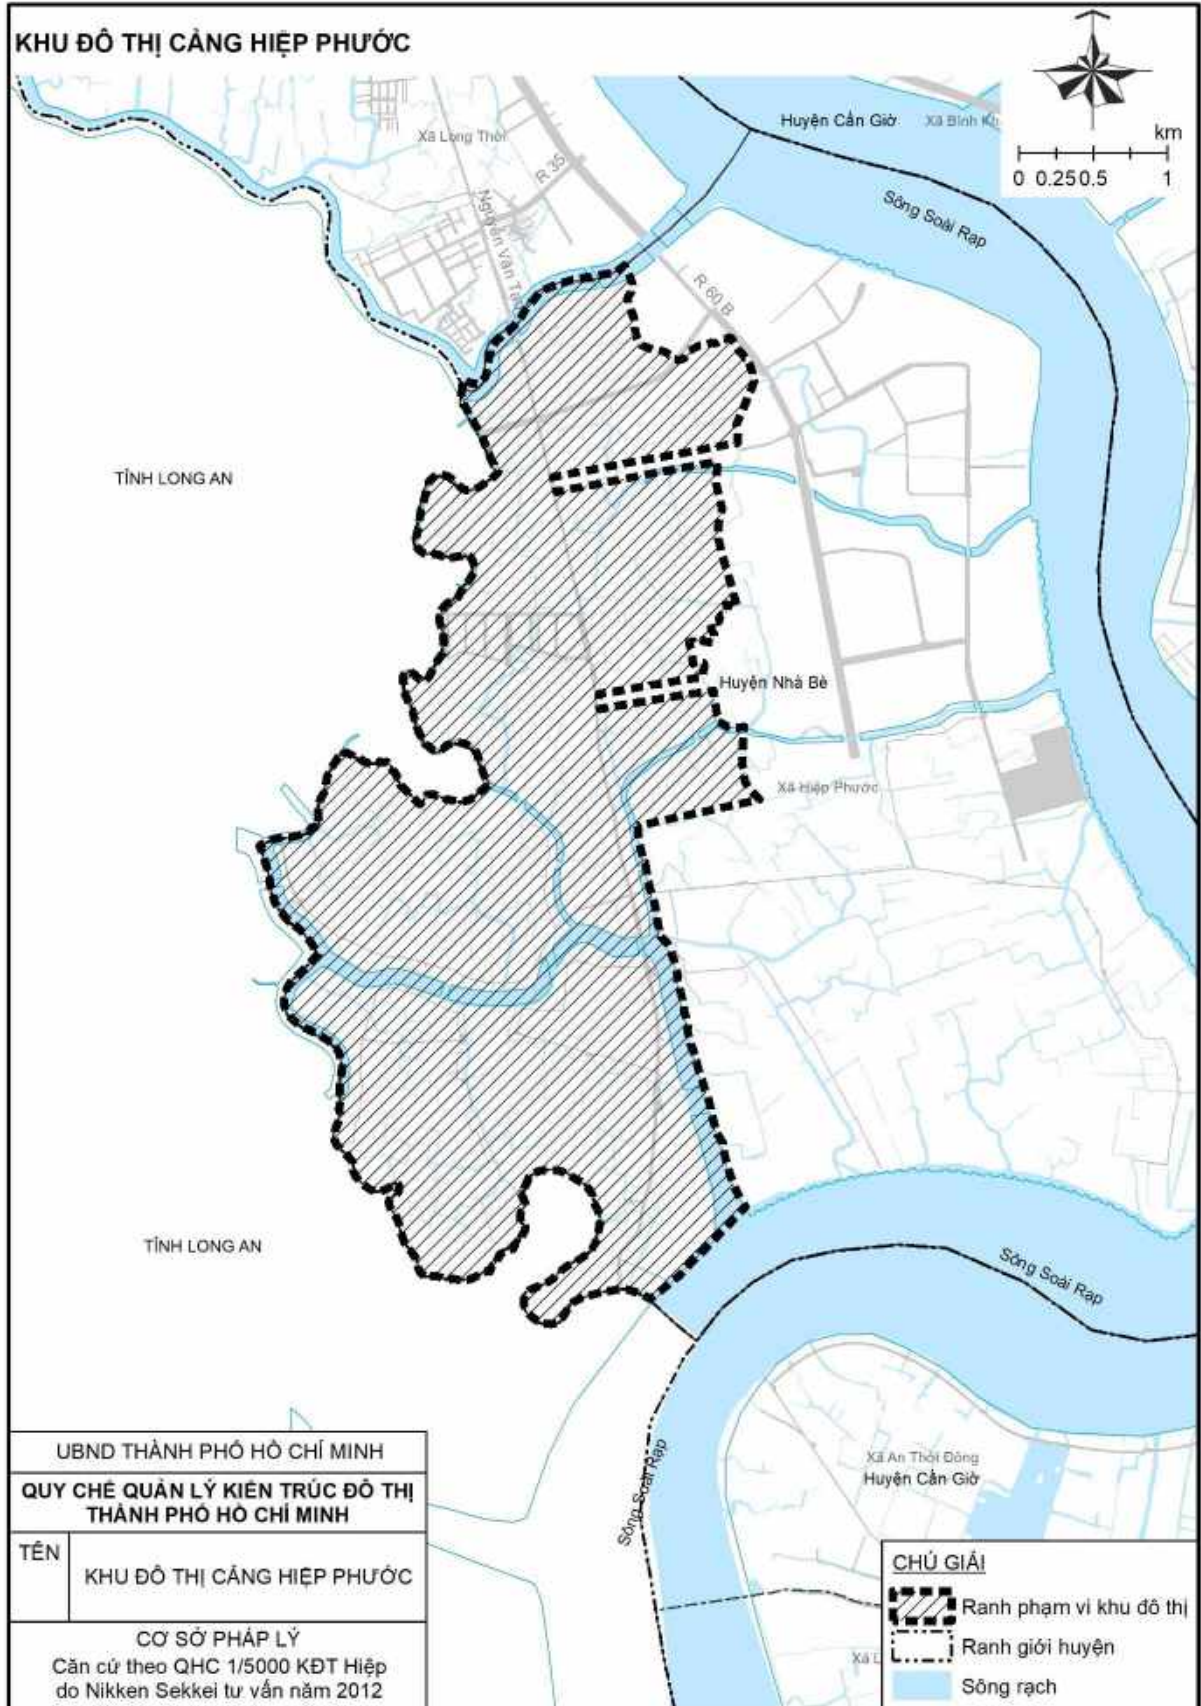 KHU ĐÔ THỊ CẢNG HIỆP PHƯỚC
km
0 0.25 0.5 1
Huyện Cần Giờ
Xã Bình
Xã Long Thới
R 35
Nguyễn Văn
Sông Soài Rạp
R 60 B
TỈNH LONG AN
Huyện Nhà Bè
Xã Hiệp Phước
TỈNH LONG AN
Sông Soài Rạp
Sông Soài Rạp
Xã An Thới Đông
Huyện Cần Giờ
Xã
UBND THÀNH PHỐ HỒ CHÍ MINH
QUY CHẾ QUẢN LÝ KIẾN TRÚC ĐÔ THỊ
THÀNH PHỐ HỒ CHÍ MINH
TÊN
KHU ĐÔ THỊ CẢNG HIỆP PHƯỚC
CƠ SỞ PHÁP LÝ
Căn cứ theo QHC 1/5000 KĐT Hiệp
do Nikken Sekkei tư vấn năm 2012
CHÚ GIẢI
Ranh phạm vi khu đô thị
Ranh giới huyện
Sông rạch